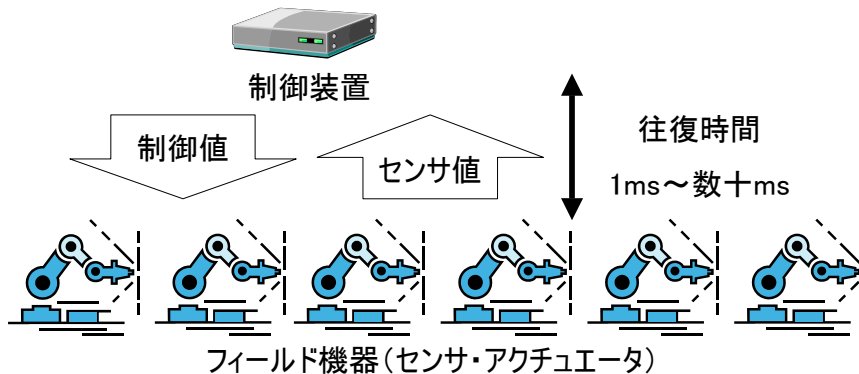 制御装置
制御値
センサ値
往復時間
1ms~数十ms
フィールド機器(センサ・アクチュエータ)